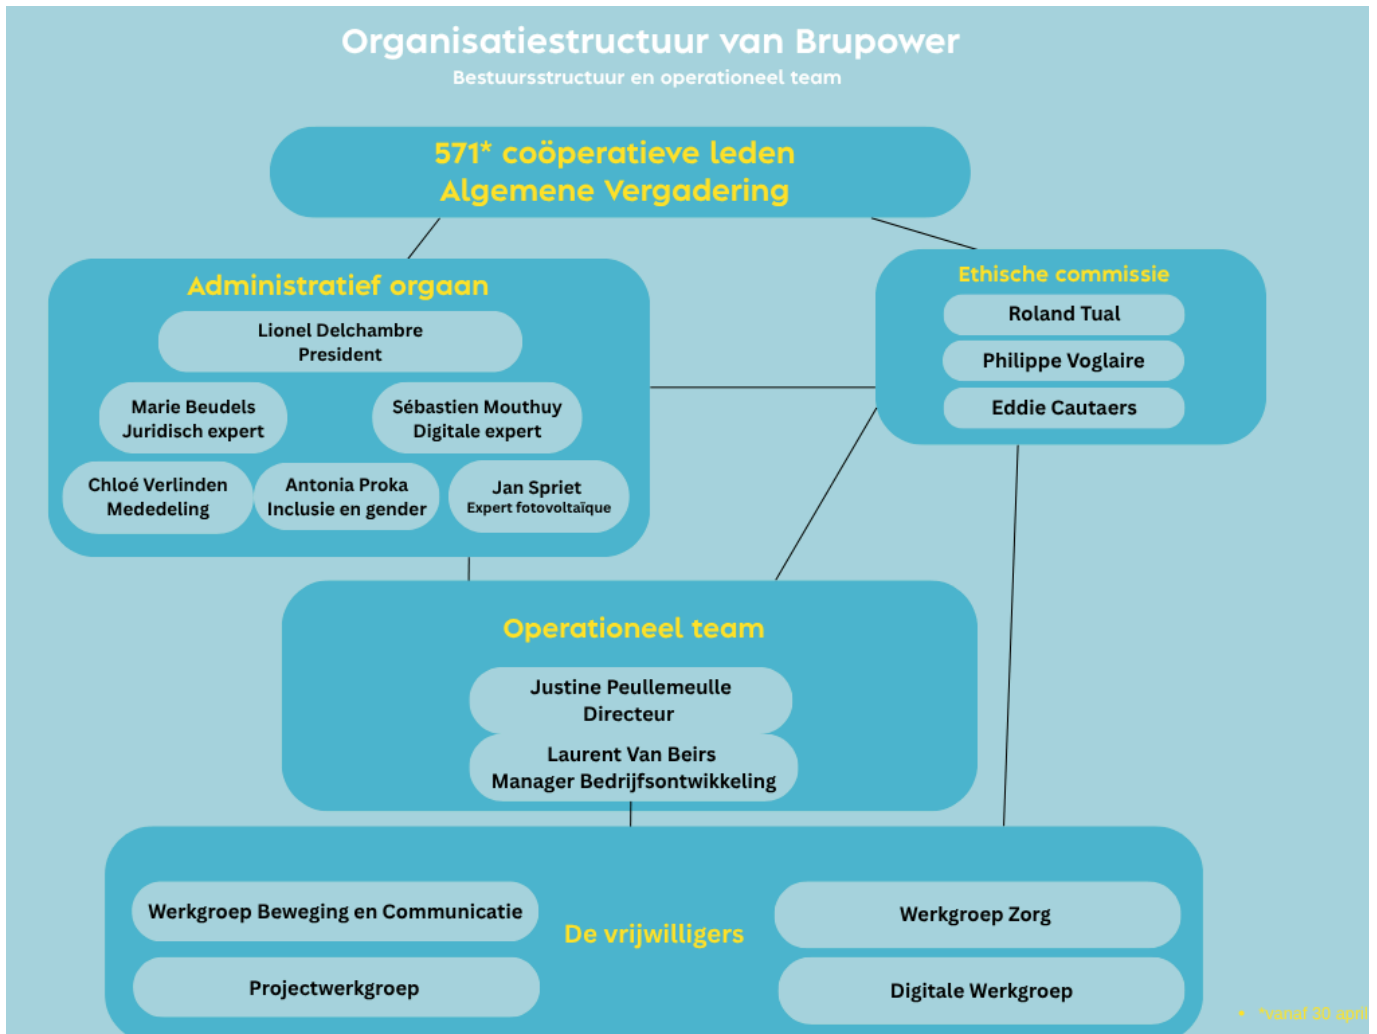 Organisatiestructuur van Brupower
Bestuursstructuur en operationeel team
571* coöperatieve leden
Algemene Vergadering
Administratief orgaan
Lionel Delchambre
President
Marie Beudels
Juridisch expert
Sébastien Mouthuy
Digitale expert
Chloé Verlinden
Mededeling
Antonia Proka
Inclusie en gender
Jan Spriet
Expert fotovoltaïque
Ethische commissie
Roland Tual
Philippe Voglaire
Eddie Cautaers
Operationeel team
Justine Peullemeulle
Directeur
Laurent Van Beirs
Manager Bedrijfsontwikkeling
De vrijwilligers
Werkgroep Beweging en Communicatie
Projectwerkgroep
Werkgroep Zorg
Digitale Werkgroep
• *vanaf 30 april